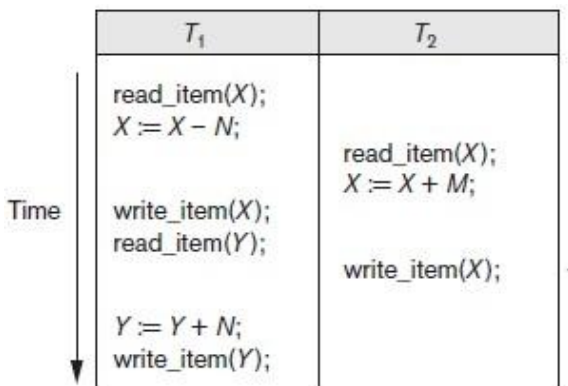 T₁ T₂
read_item(X);
X := X – N;
read_item(X);
X := X + M;
Time
write_item(X);
read_item(Y);
write_item(X);
Y := Y + N;
write_item(Y);